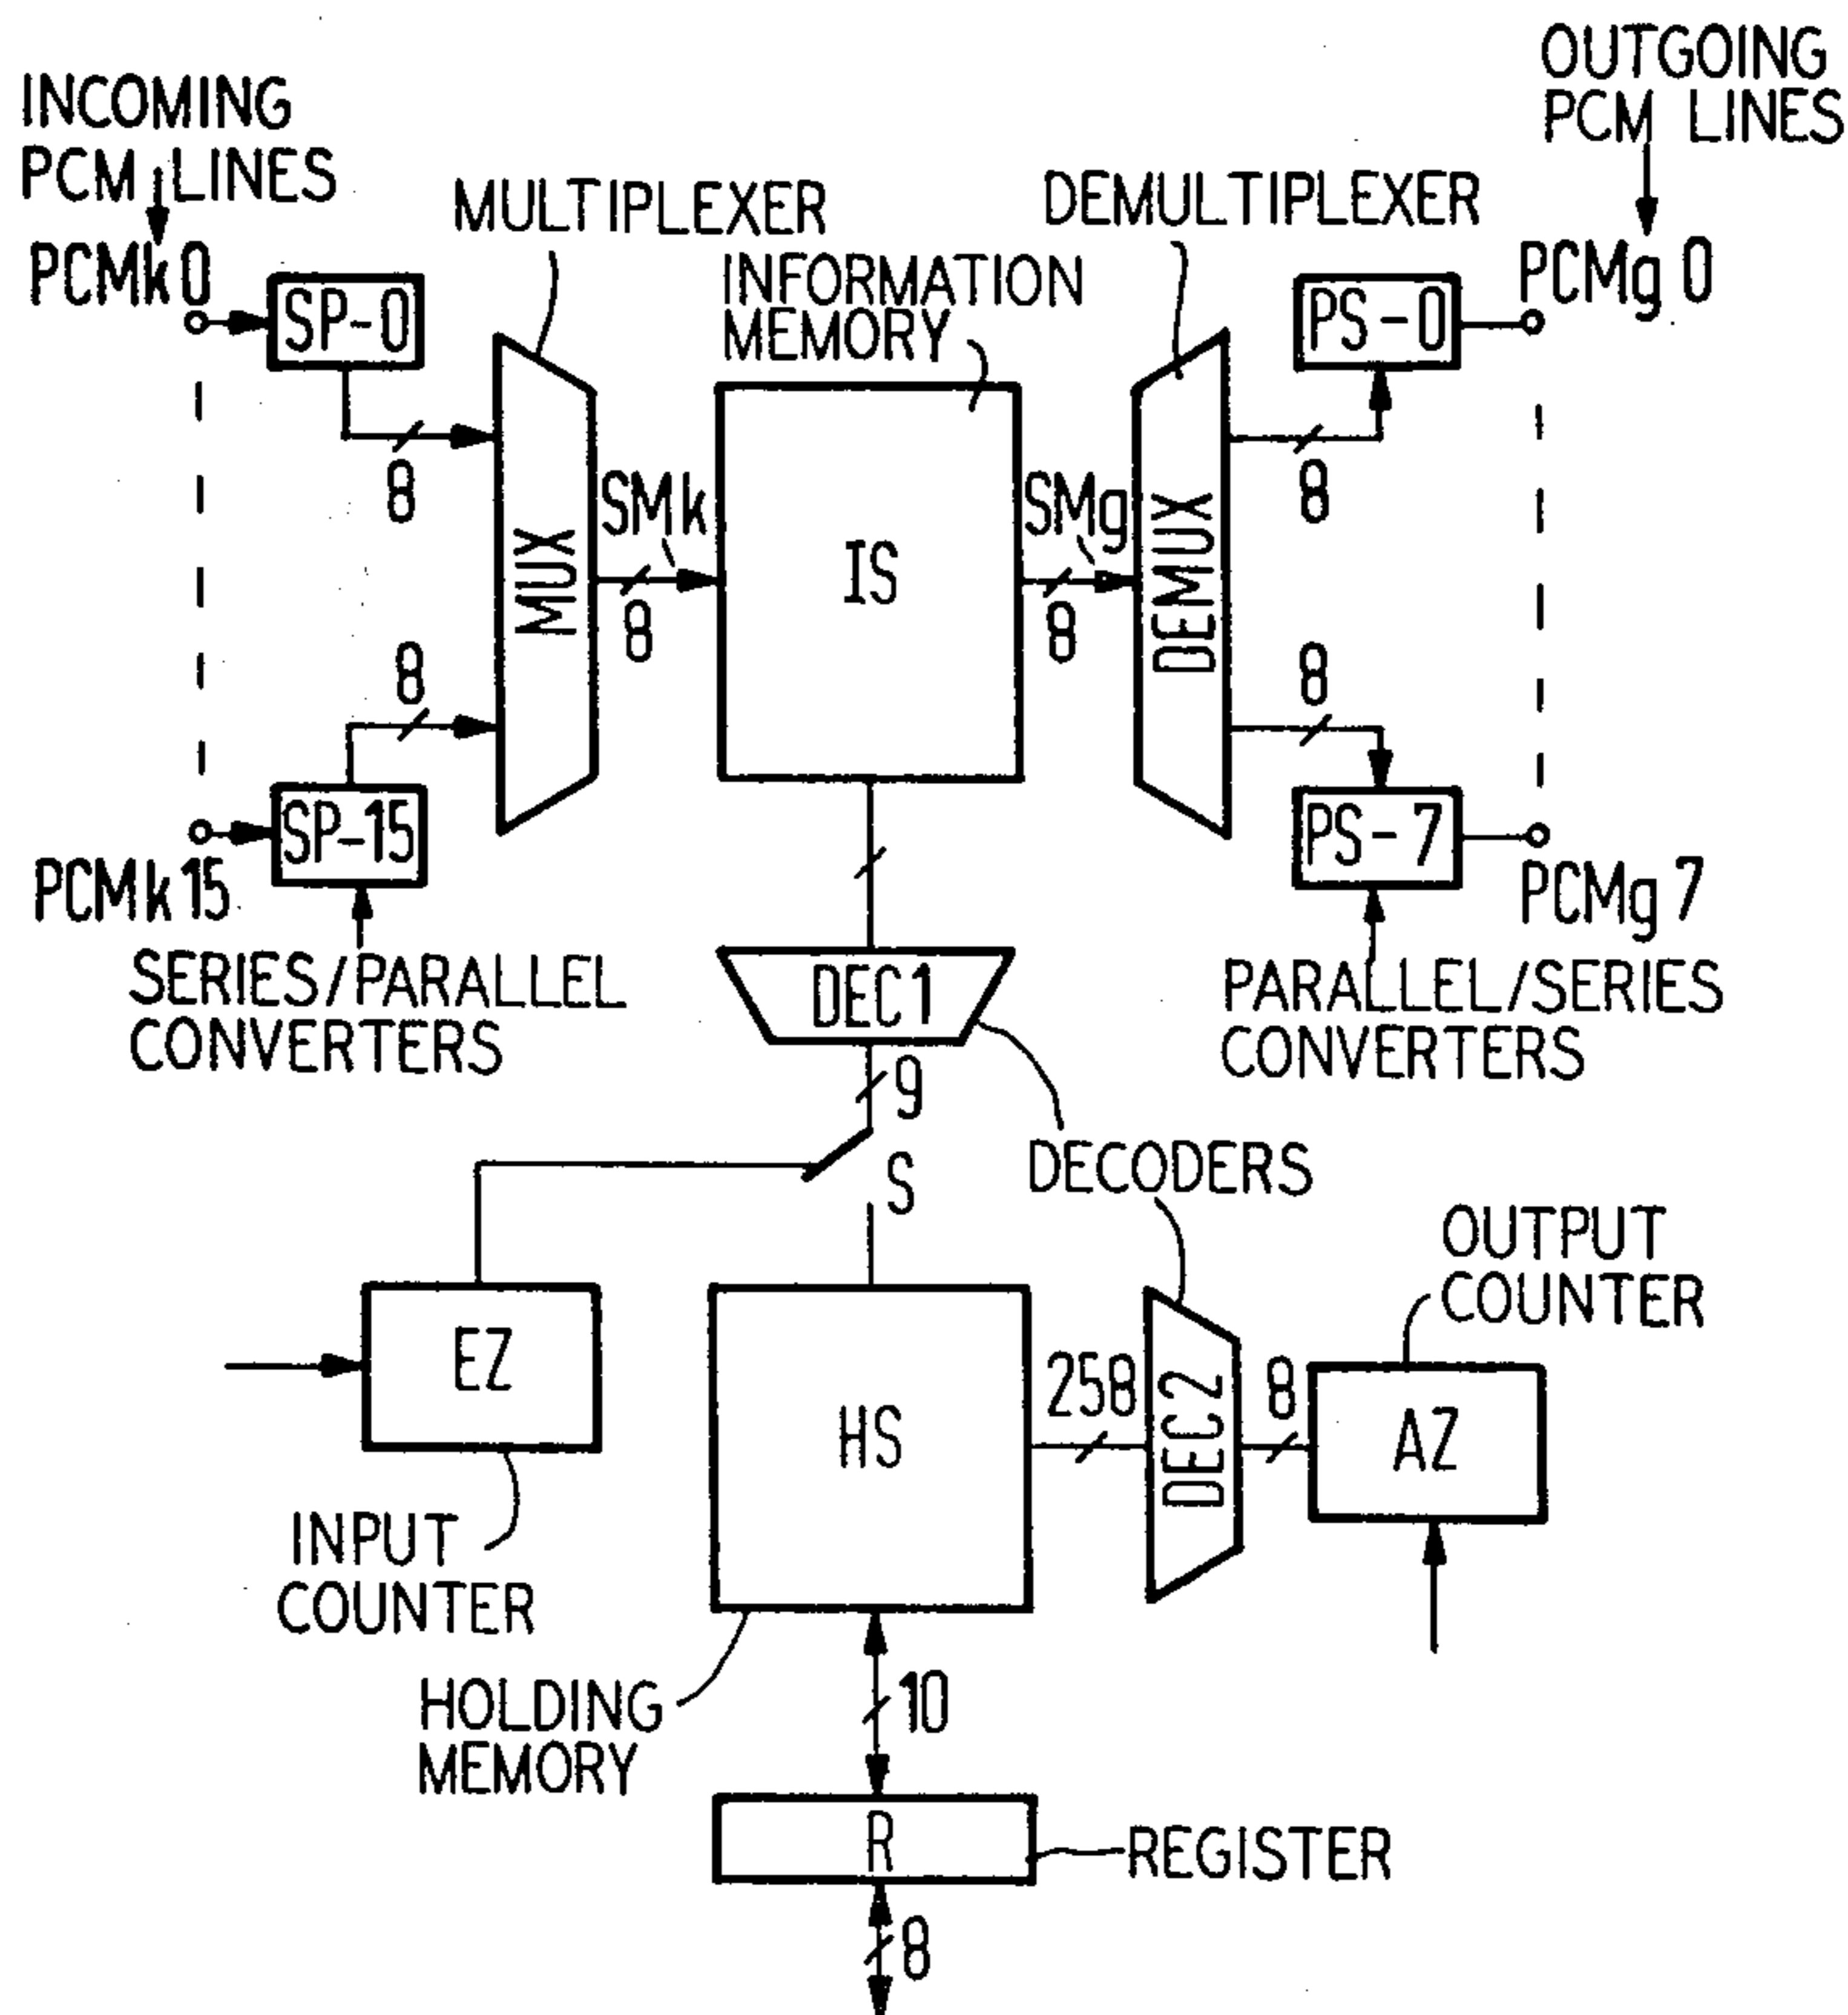 INCOMING
PCM LINES
OUTGOING
PCM LINES
MULTIPLEXER
DEMULTIPLEXER
PCMk 0
SP-0
INFORMATION
MEMORY
PS-0
PCMg 0
8
8
MUX
SMk
8
IS
SMg
8
DEMUX
8
8
PCMk 15
SP-15
PS-7
PCMg 7
SERIES/PARALLEL
CONVERTERS
DEC1
PARALLEL/SERIES
CONVERTERS
9
S
DECODERS
EZ
HS
258
DEC2
8
AZ
OUTPUT
COUNTER
INPUT
COUNTER
HOLDING
MEMORY
10
R
REGISTER
8